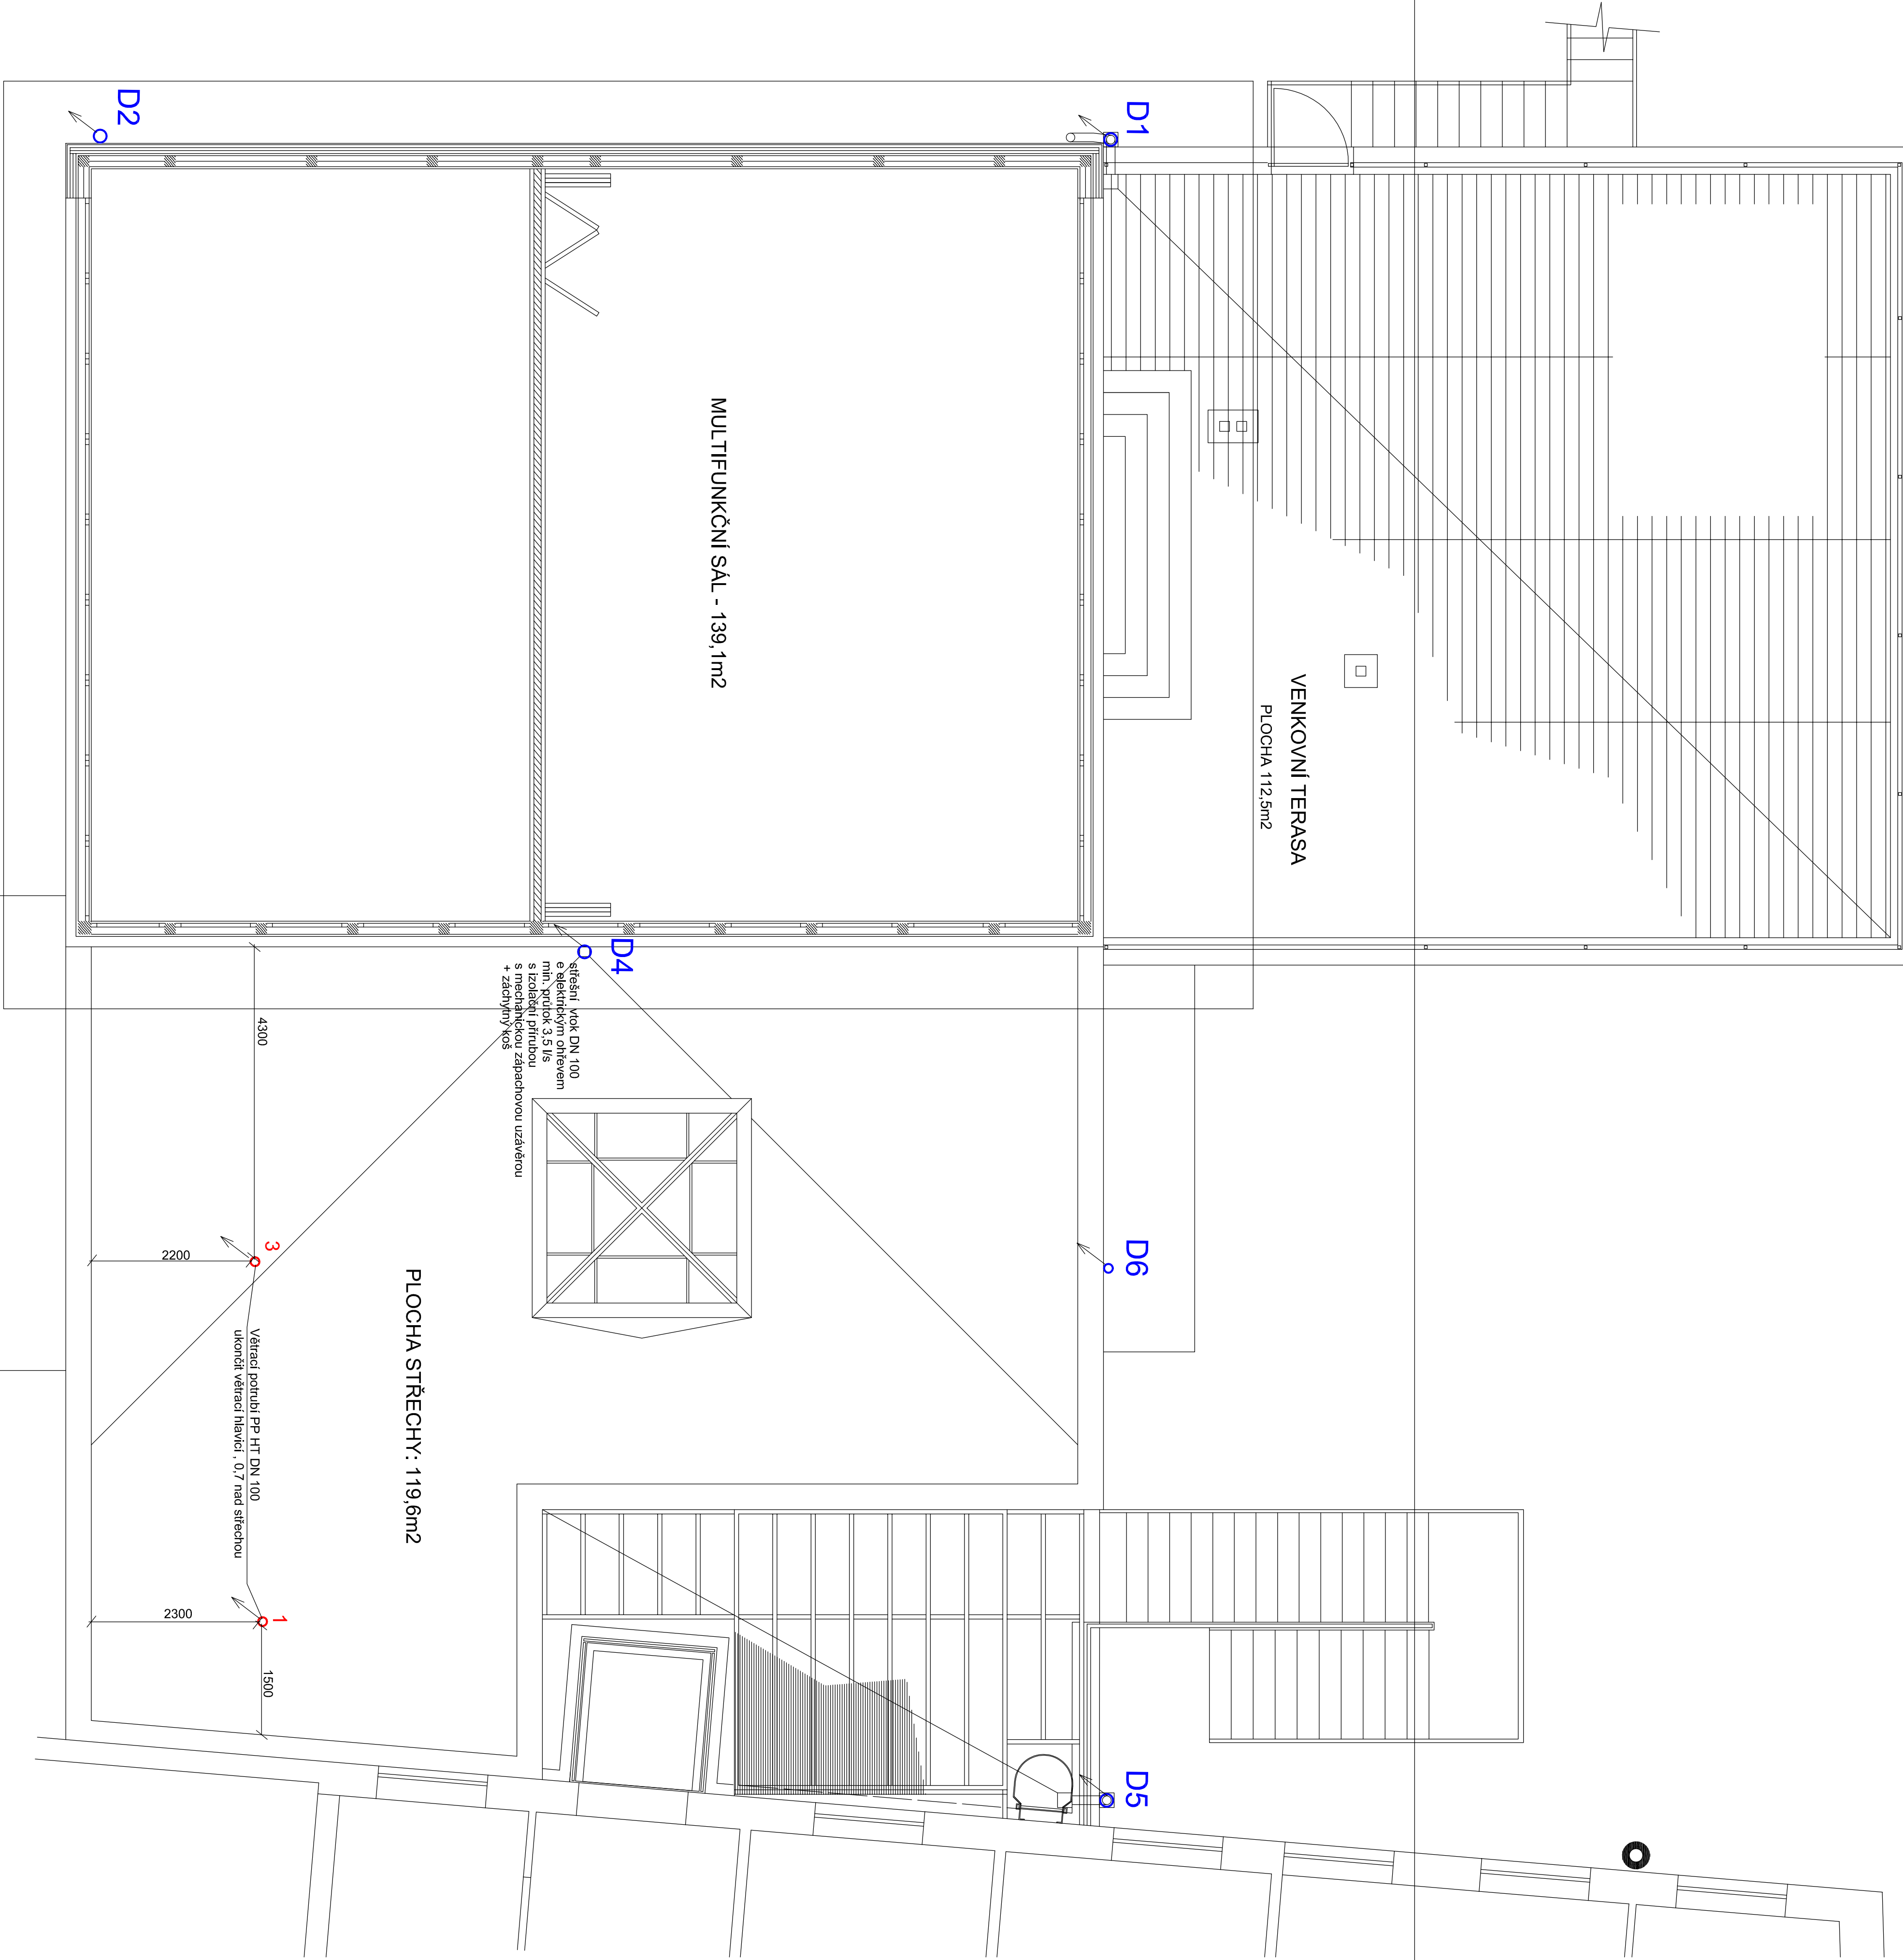 D2
D1
MULTIFUNKČNÍ SÁL - 139,1m2
VENKOVNÍ TERASA
PLOCHA 112,5m2
D4
střešní vtok DN 100
e elektrickým ohřevem
min. průtok 3,5 l/s
s izolační přírubou
s mechanickou zápachovou uzávěrou
+ záchytný koš
4300
2200
3
D6
PLOCHA STŘECHY: 119,6m2
Větrací potrubí PP HT DN 100
ukončit větrací hlavicí , 0,7 nad střechou
2300
1
1500
D5